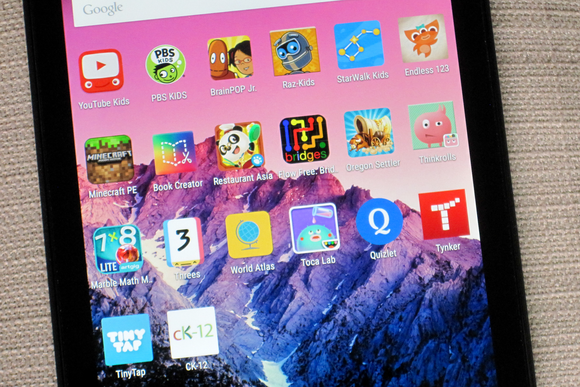 Google
YouTube Kids
PBS KIDS
PBS KIDS
BrainPOP Jr.
Raz-Kids
StarWalk Kids
Endless 123
MINECRAFT
Minecraft PE
Book Creator
Restaurant Asia
bridges
Flow Free: Brid..
Oregon Settler
Thinkrolls
7×8
LITE
Marble Math M..
3
Threes
World Atlas
Toca Lab
Q
Quizlet
T
Tynker
TINY
TAP
TinyTap
cK-12
CK-12